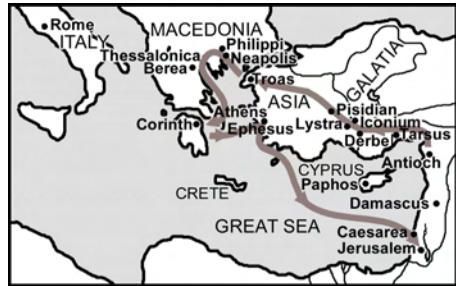 Rome
ITALY
MACEDONIA
Philippi
Thessalonica
Neapolis
Berea
Troas
GALATIA
ASIA
Athens
Pisidian
Corinth
Ephesus
Lystra
Iconium
Derbe
Tarsus
Antioch
CYPRUS
Paphos
CRETE
Damascus
GREAT SEA
Caesarea
Jerusalem